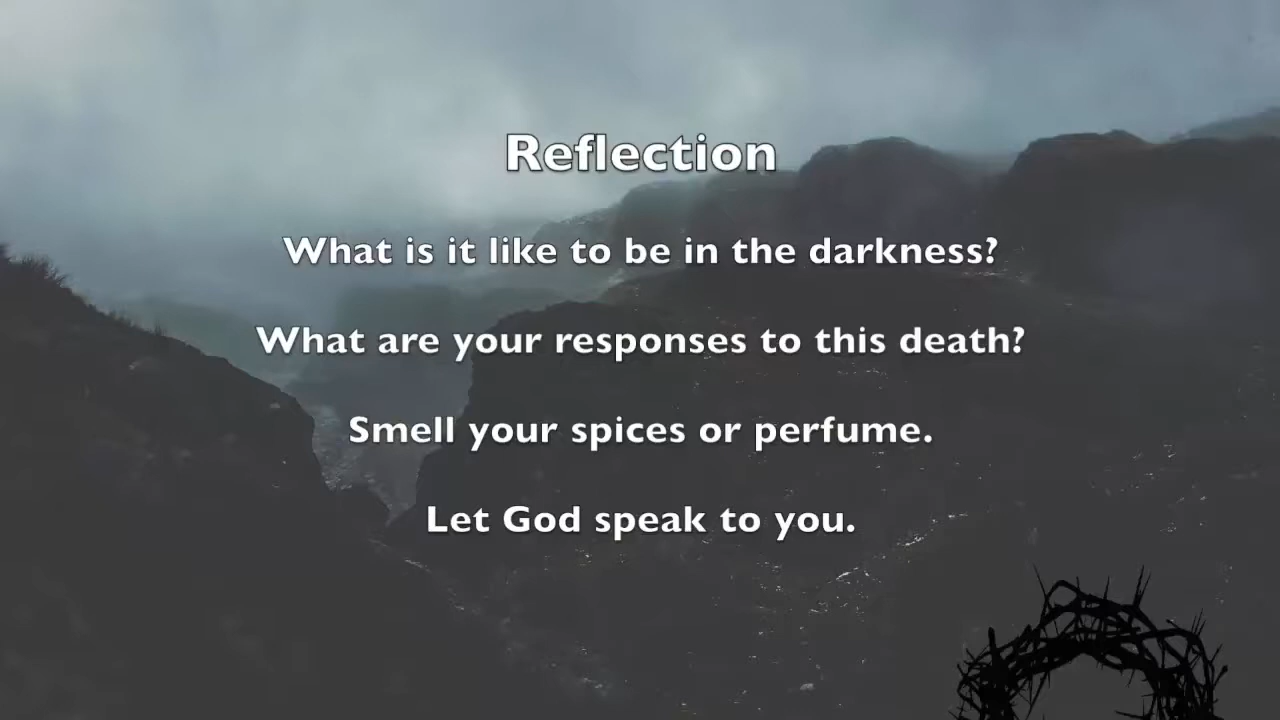 Reflection
What is it like to be in the darkness?
What are your responses to this death?
Smell your spices or perfume.
Let God speak to you.